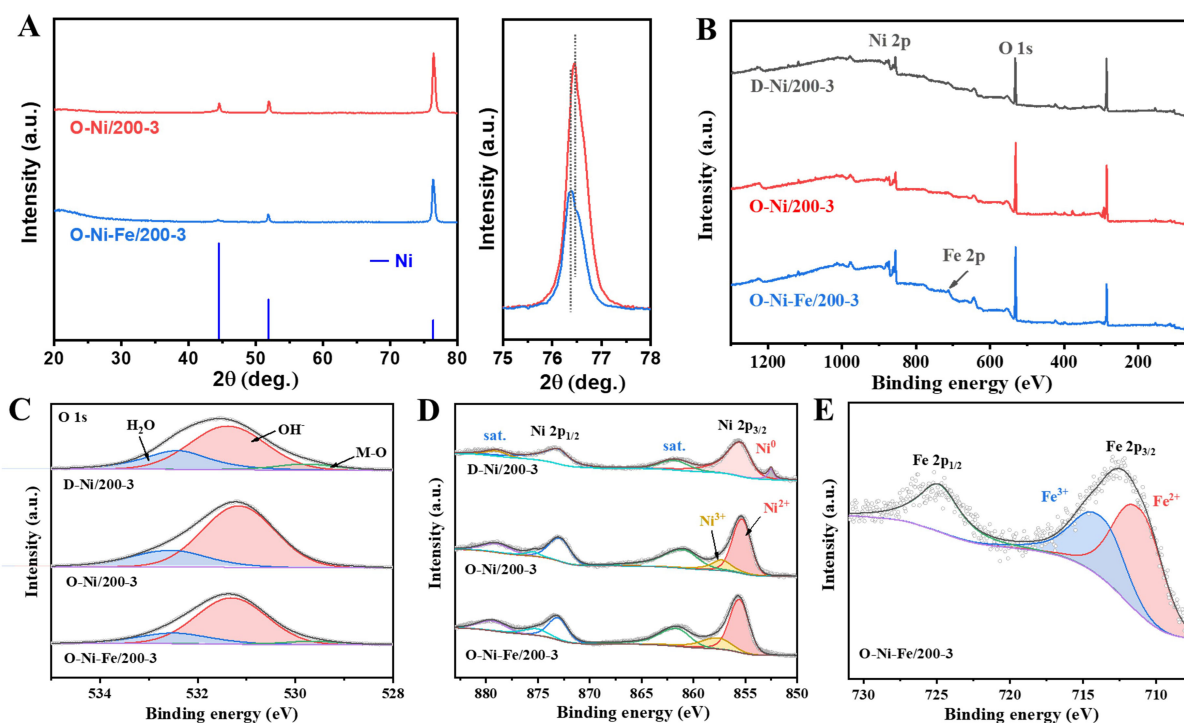 A
Intensity (a.u.)
O-Ni/200-3
O-Ni-Fe/200-3
Ni
20 30 40 50 60 70 80
2θ (deg.)
Intensity (a.u.)
75 76 77 78
2θ (deg.)
B
Intensity (a.u.)
Ni 2p
O 1s
D-Ni/200-3
O-Ni/200-3
Fe 2p
O-Ni-Fe/200-3
1200 1000 800 600 400 200
Binding energy (eV)
C
Intensity (a.u.)
O 1s
H₂O
OH⁻
M-O
D-Ni/200-3
O-Ni/200-3
O-Ni-Fe/200-3
534 532 530 528
Binding energy (eV)
D
Intensity (a.u.)
sat.
Ni 2p₁/₂
sat.
Ni 2p₃/₂
Ni⁰
D-Ni/200-3
Ni³⁺
Ni²⁺
O-Ni/200-3
O-Ni-Fe/200-3
880 875 870 865 860 855 850
Binding energy (eV)
E
Intensity (a.u.)
Fe 2p₁/₂
Fe 2p₃/₂
Fe³⁺
Fe²⁺
O-Ni-Fe/200-3
730 725 720 715 710
Binding energy (eV)